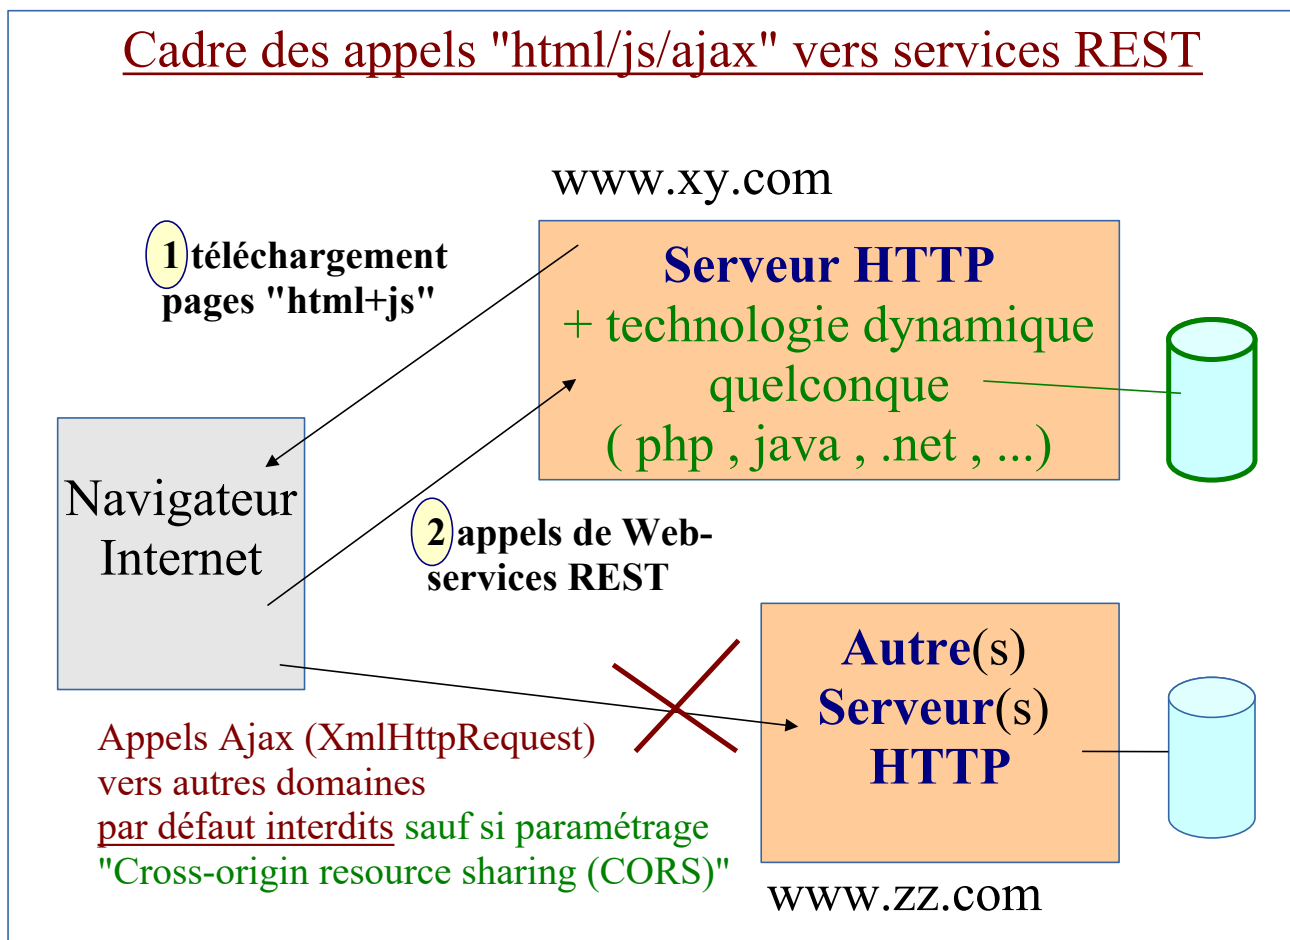 Cadre des appels "html/js/ajax" vers services REST
www.xy.com
1 téléchargement
pages "html+js"
Serveur HTTP
+ technologie dynamique
quelconque
( php , java , .net , ...)
Navigateur
Internet
2 appels de Web-
services REST
Autre(s)
Serveur(s)
HTTP
Appels Ajax (XmlHttpRequest)
vers autres domaines
par défaut interdits sauf si paramétrage
"Cross-origin resource sharing (CORS)"
www.zz.com